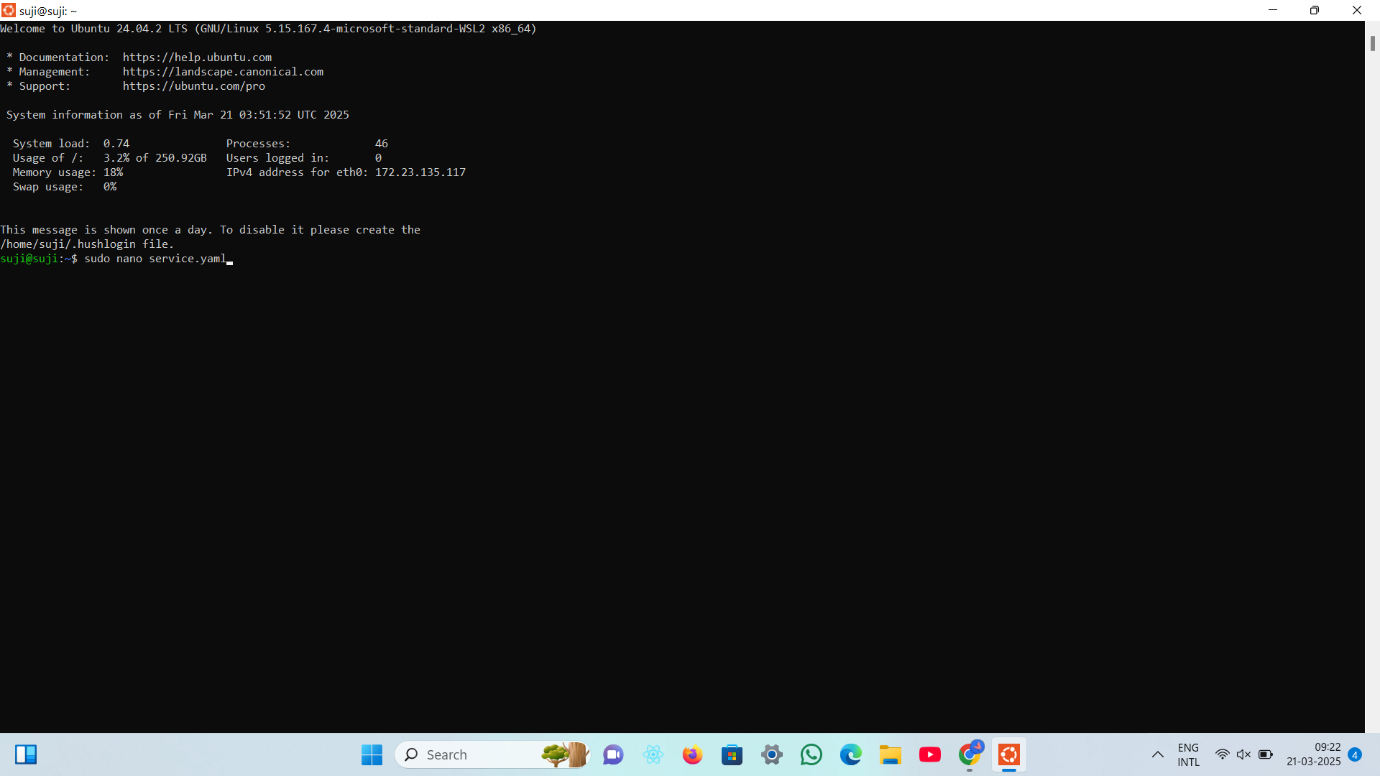 suji@suji: ~
Welcome to Ubuntu 24.04.2 LTS (GNU/Linux 5.15.167.4-microsoft-standard-WSL2 x86_64)
* Documentation:  https://help.ubuntu.com
* Management:     https://landscape.canonical.com
* Support:        https://ubuntu.com/pro
System information as of Fri Mar 21 03:51:52 UTC 2025
System load:  0.74               Processes:             46
Usage of /:   3.2% of 250.92GB   Users logged in:       0
Memory usage: 18%                IPv4 address for eth0: 172.23.135.117
Swap usage:   0%
This message is shown once a day. To disable it please create the
/home/suji/.hushlogin file.
suji@suji:~$ sudo nano service.yaml
Search
ENG
INTL
09:22
21-03-2025
4